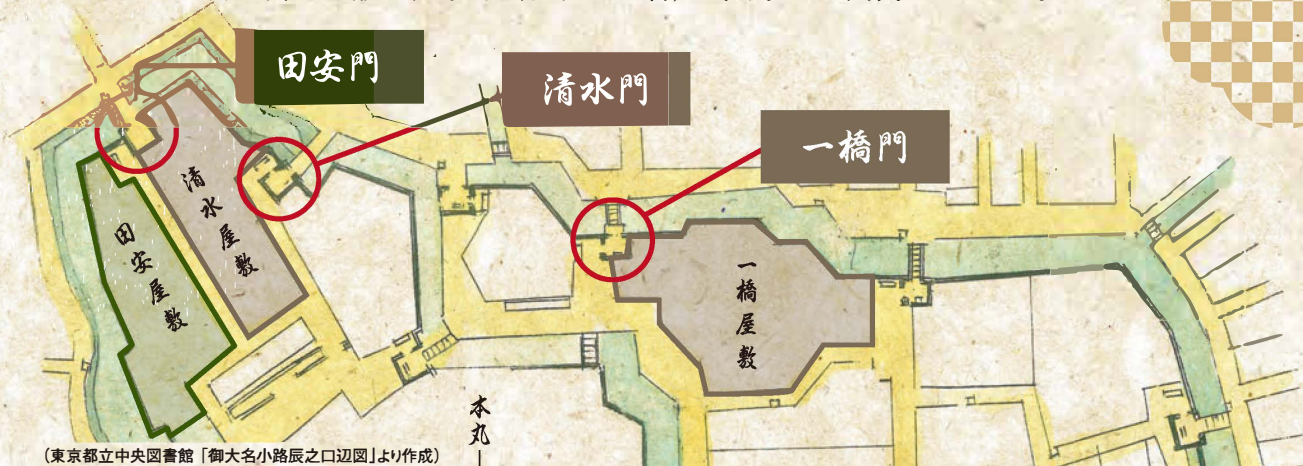 田安門
清水門
一橋門
清水屋敷
田安屋敷
一橋屋敷
本丸
(東京都立中央図書館「御大名小路辰之口辺図」より作成)